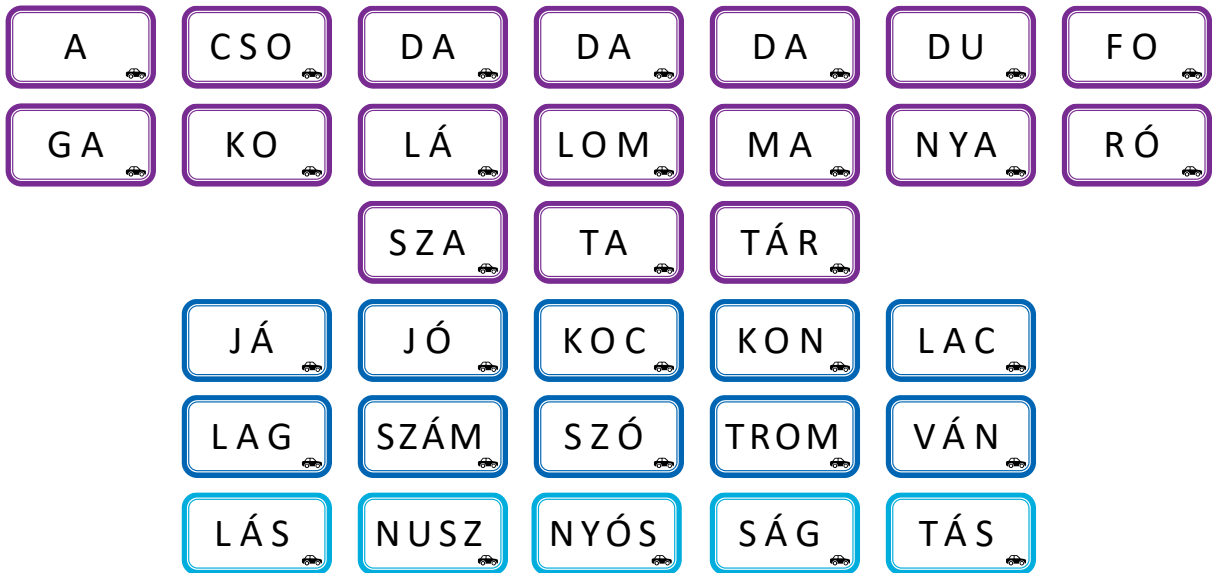 A CSO DA DA DA DU FO
GA KO LÁ LOM MA NYA RÓ
SZA TA TÁR
JÁ JÓ KOC KON LAC
LAG SZÁM SZÓ TROM VÁN
LÁS NUSZ NYÓS SÁG TÁS